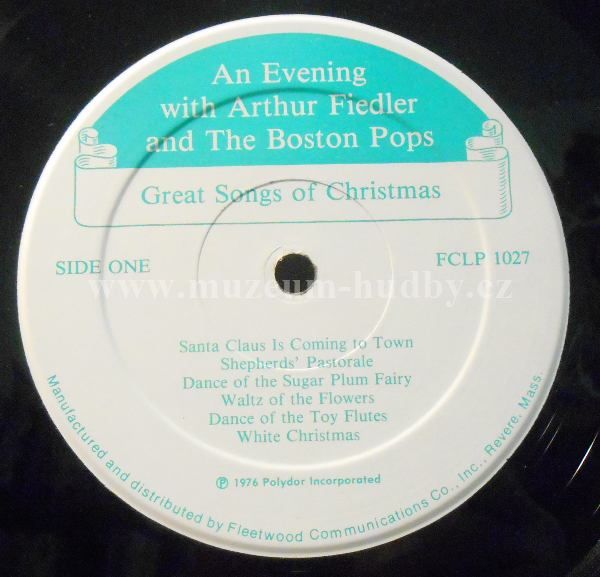 An Evening
with Arthur Fiedler
and The Boston Pops
Great Songs of Christmas
SIDE ONE
FCLP 1027
www.muzeum-hudby.cz
Santa Claus Is Coming to Town
Shepherds' Pastorale
Dance of the Sugar Plum Fairy
Waltz of the Flowers
Dance of the Toy Flutes
White Christmas
℗ 1976 Polydor Incorporated
Manufactured and distributed by Fleetwood Communications Co., Inc., Revere, Mass.